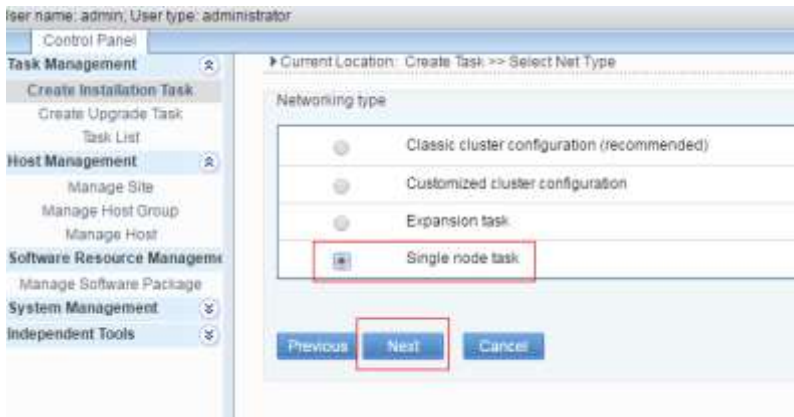 User name: admin, User type: administrator
Control Panel
Task Management
Create Installation Task
Create Upgrade Task
Task List
Host Management
Manage Site
Manage Host Group
Manage Host
Software Resource Manageme
Manage Software Package
System Management
Independent Tools
Current Location: Create Task >> Select Net Type
Networking type
Classic cluster configuration (recommended)
Customized cluster configuration
Expansion task
Single node task
Previous
Next
Cancel